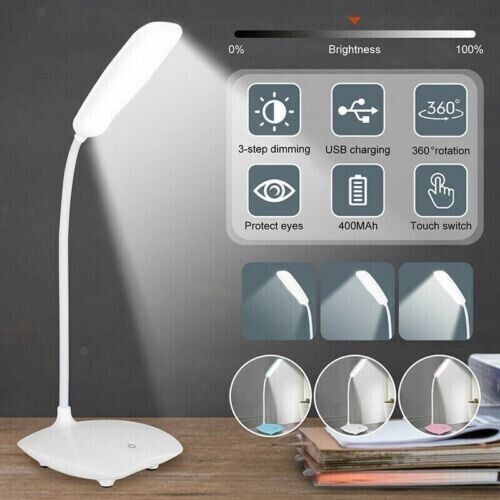 0%
Brightness
100%
360°
3-step dimming
USB charging
360°rotation
Protect eyes
400MAh
Touch switch